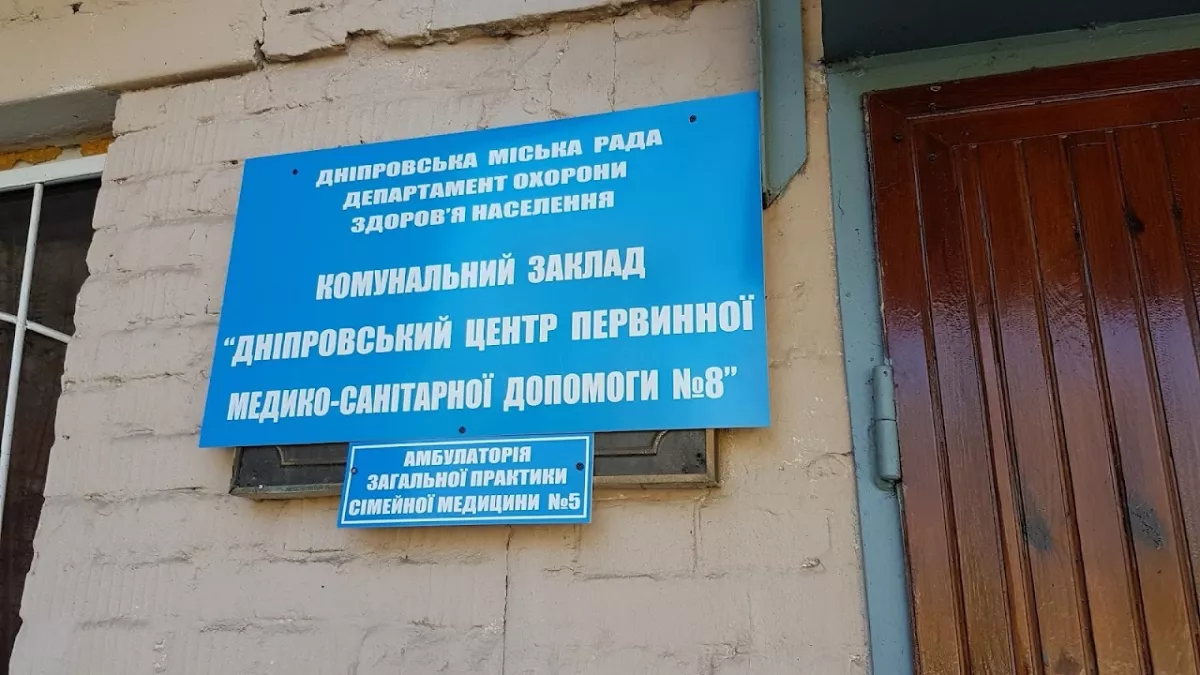 ДНІПРОВСЬКА МІСЬКА РАДА
ДЕПАРТАМЕНТ ОХОРОНИ
ЗДОРОВ'Я НАСЕЛЕННЯ
КОМУНАЛЬНИЙ ЗАКЛАД
“ДНІПРОВСЬКИЙ ЦЕНТР ПЕРВИННОЇ
МЕДИКО-САНІТАРНОЇ ДОПОМОГИ №8”
АМБУЛАТОРІЯ
ЗАГАЛЬНОЇ ПРАКТИКИ
СІМЕЙНОЇ МЕДИЦИНИ №5